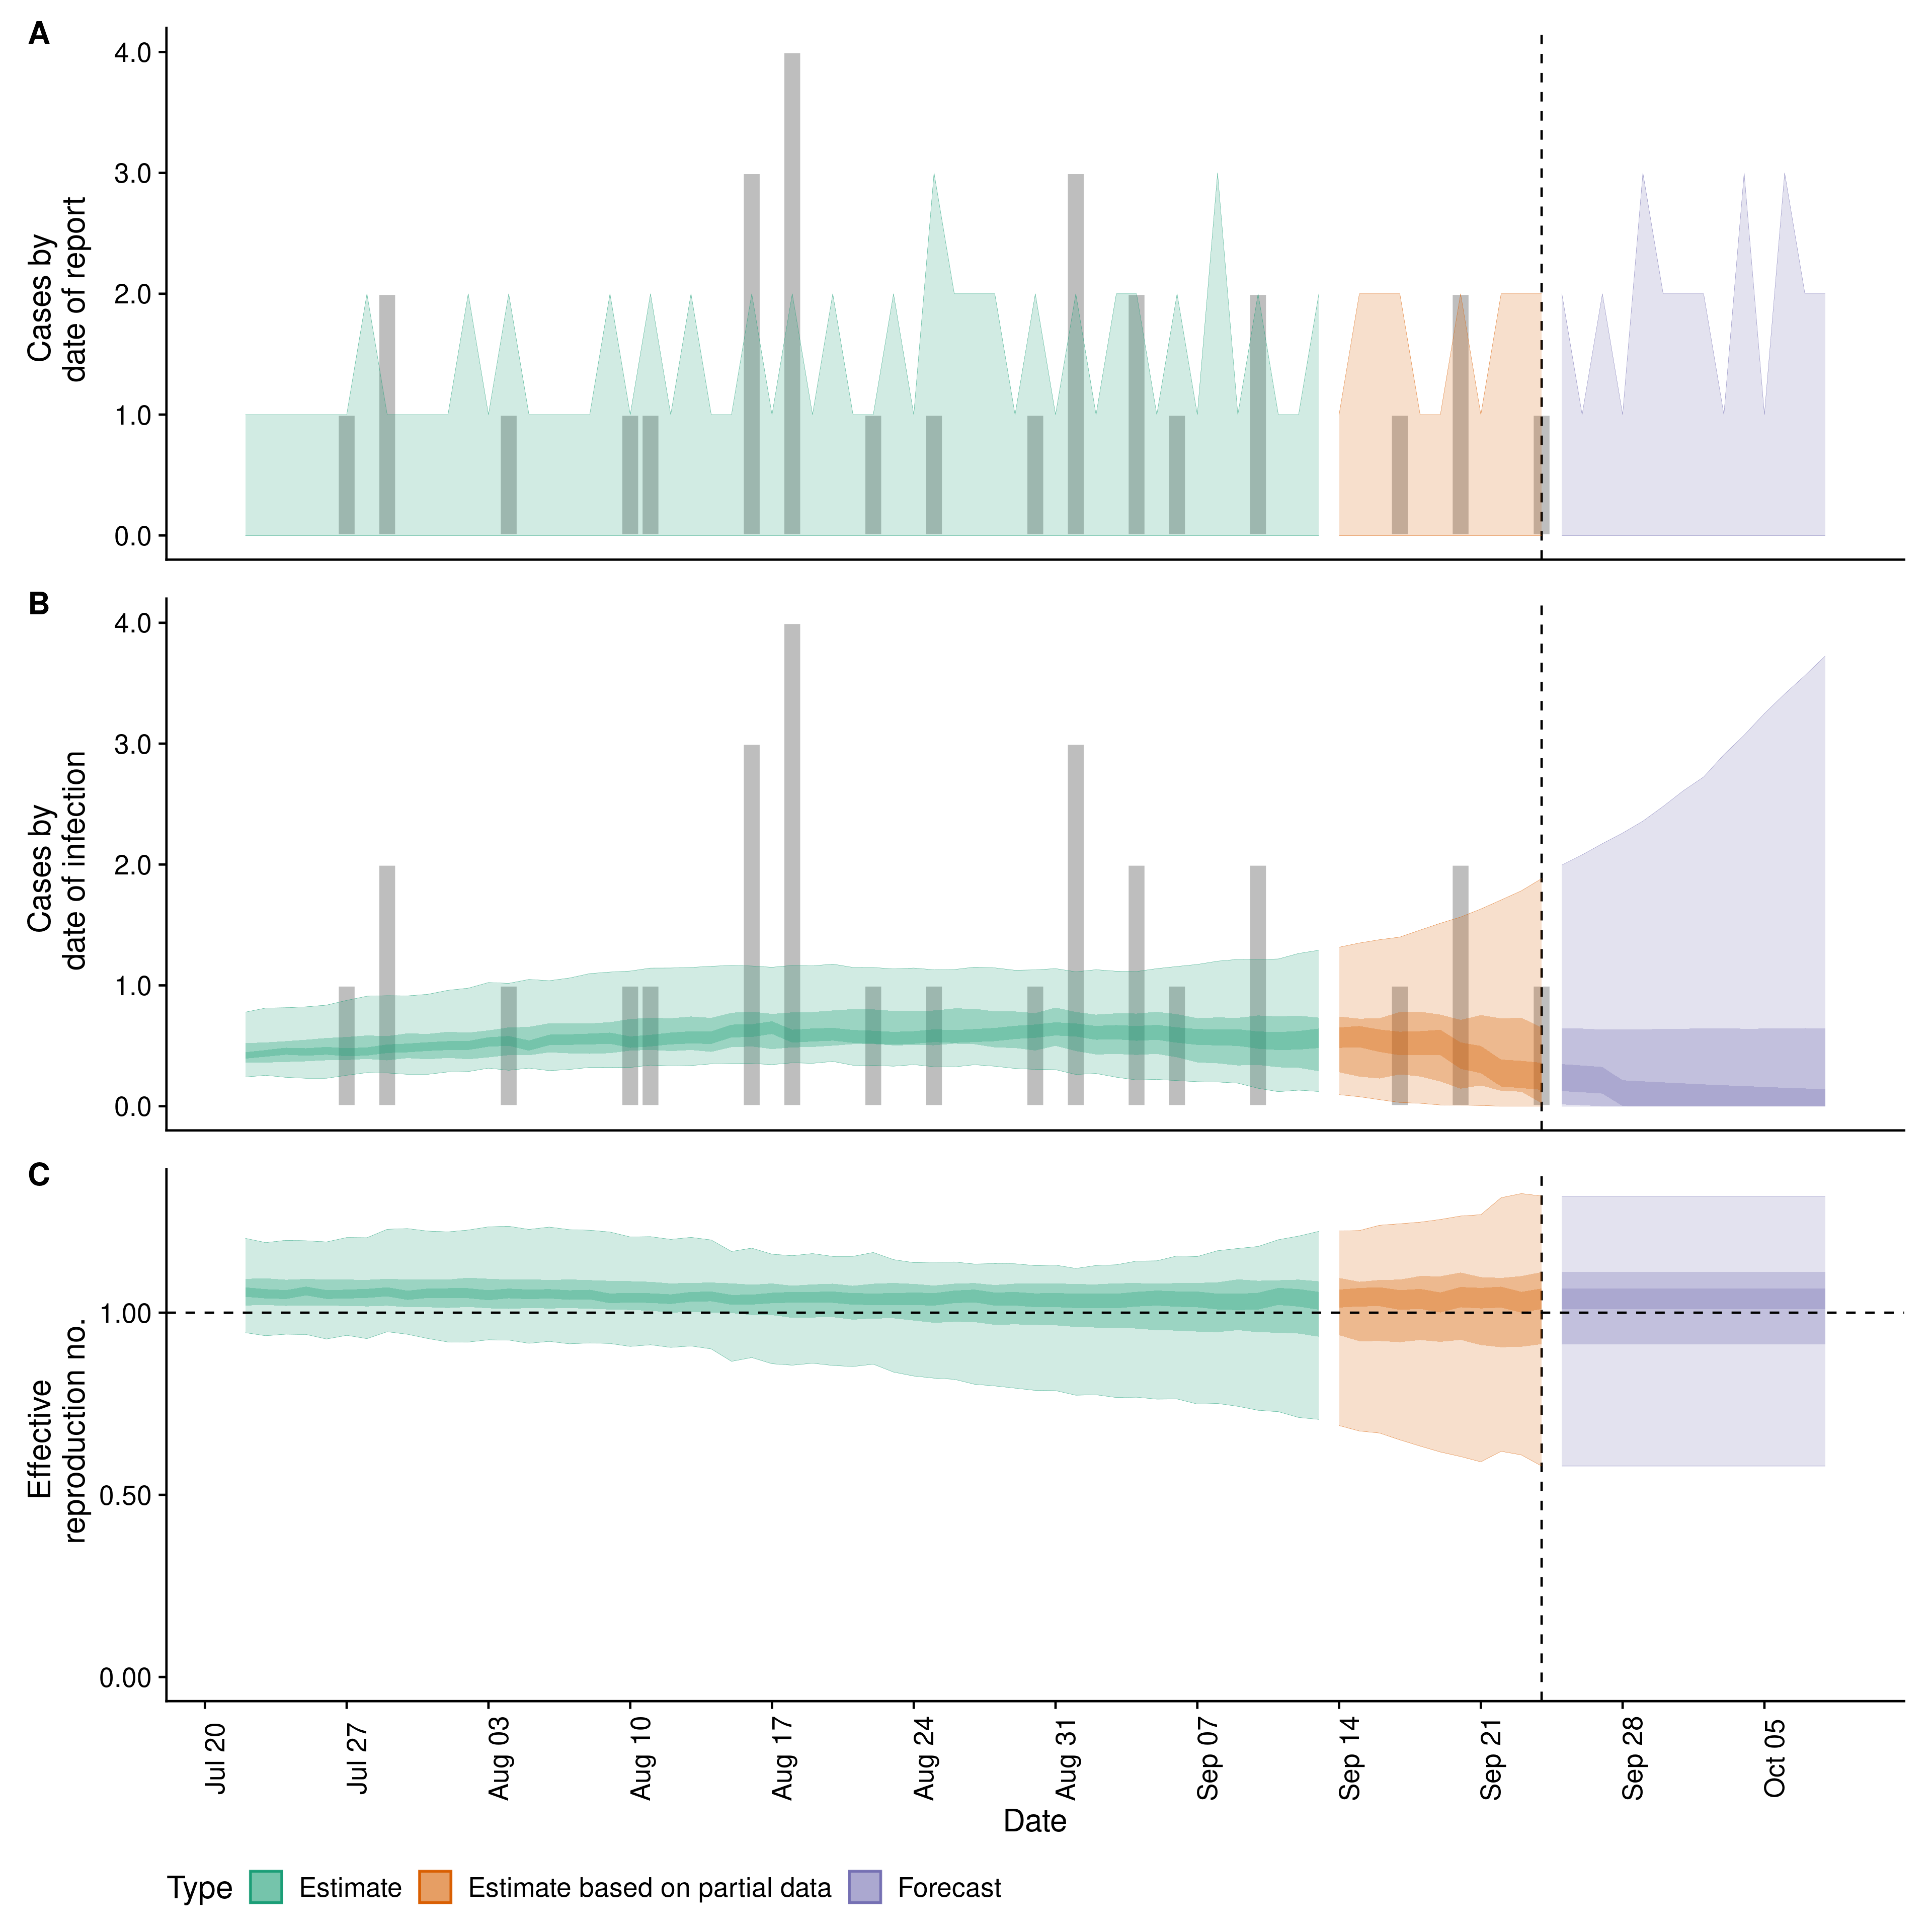 A
4.0
3.0
2.0
1.0
0.0
Cases by
date of report
B
4.0
3.0
2.0
1.0
0.0
Cases by
date of infection
C
1.00
0.50
0.00
Effective
reproduction no.
Jul 20
Jul 27
Aug 03
Aug 10
Aug 17
Aug 24
Aug 31
Sep 07
Sep 14
Sep 21
Sep 28
Oct 05
Date
Type Estimate Estimate based on partial data Forecast